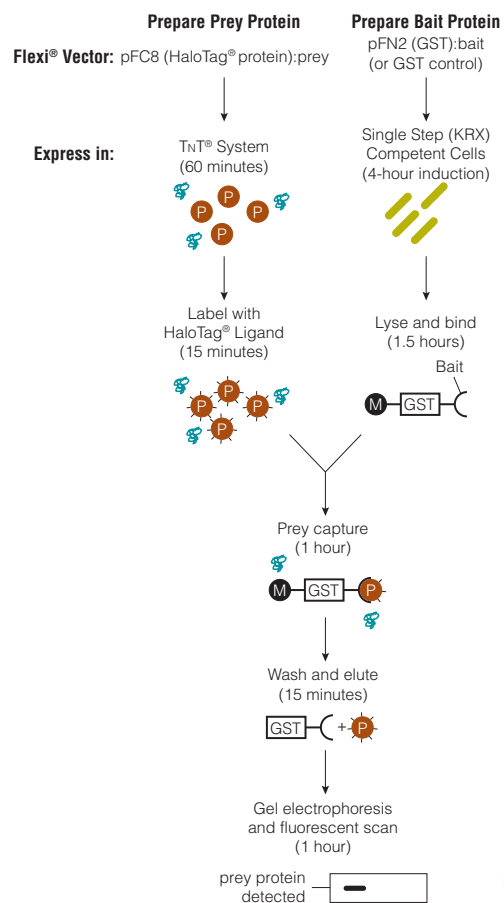 Prepare Prey Protein
Prepare Bait Protein
Flexi® Vector: pFC8 (HaloTag® protein):prey
pFN2 (GST):bait
(or GST control)
Express in:
TNT® System
(60 minutes)
Single Step (KRX)
Competent Cells
(4-hour induction)
P
P
P
P
Label with
HaloTag® Ligand
(15 minutes)
Lyse and bind
(1.5 hours)
Bait
P
P
P
P
M
GST
Prey capture
(1 hour)
M
GST
P
Wash and elute
(15 minutes)
GST
+
P
Gel electrophoresis
and fluorescent scan
(1 hour)
prey protein
detected